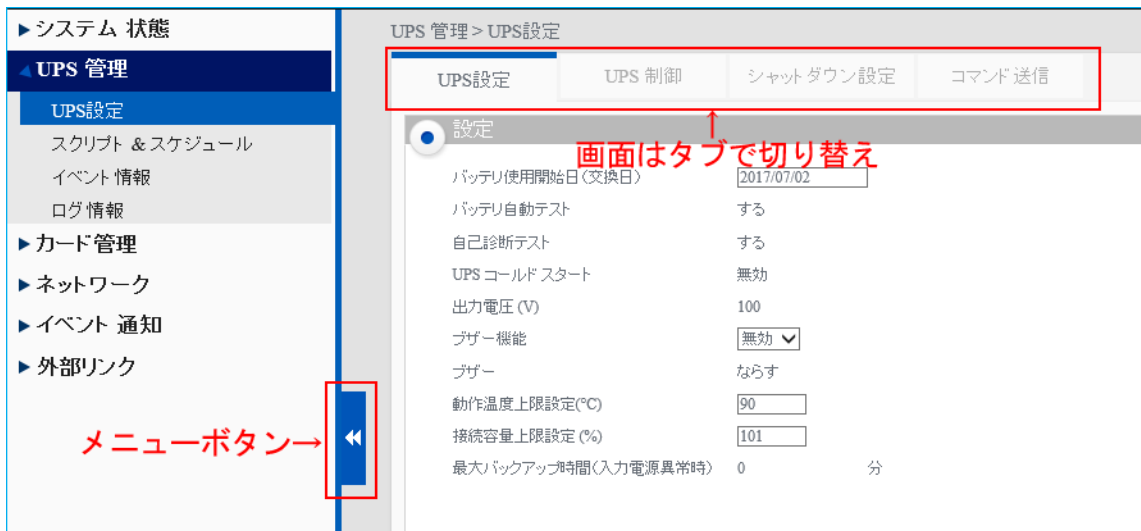 システム 状態
UPS 管理
UPS設定
スクリプト & スケジュール
イベント 情報
ログ情報
カード管理
ネットワーク
イベント 通知
外部リンク
メニューボタン→
UPS 管理 > UPS設定
UPS設定 UPS 制御 シャットダウン設定 コマンド送信
設定
↑
画面はタブで切り替え
バッテリ使用開始日(交換日) 2017/07/02
バッテリ自動テスト する
自己診断テスト する
UPS コールド スタート 無効
出力電圧 (V) 100
ブザー機能 無効
ブザー ならす
動作温度上限設定(℃) 90
接続容量上限設定 (%) 101
最大バックアップ時間(入力電源異常時) 0 分